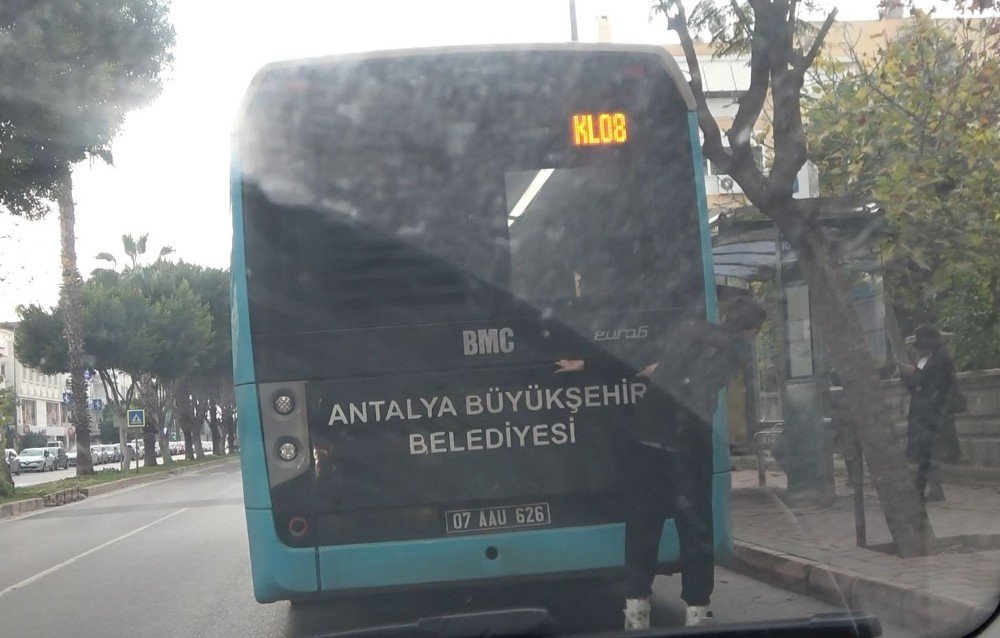 KL08
BMC
euro6
ANTALYA BÜYÜKŞEHİR
BELEDİYESİ
07 AAU 626